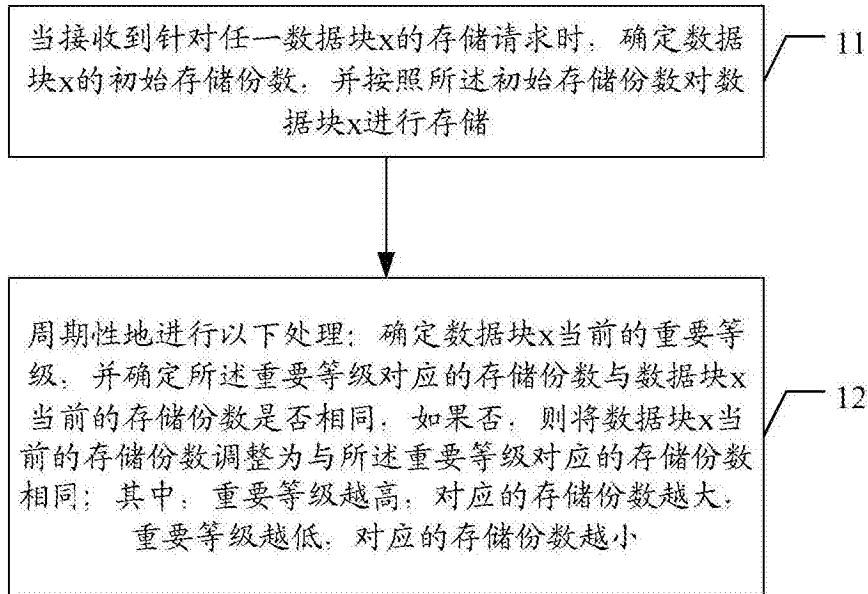 当接收到针对任一数据块x的存储请求时，确定数据
块x的初始存储份数，并按照所述初始存储份数对数
据块x进行存储
11
周期性地进行以下处理：确定数据块x当前的重要等
级，并确定所述重要等级对应的存储份数与数据块x
当前的存储份数是否相同，如果否，则将数据块x当
前的存储份数调整为与所述重要等级对应的存储份数
相同；其中，重要等级越高，对应的存储份数越大，
重要等级越低，对应的存储份数越小
12